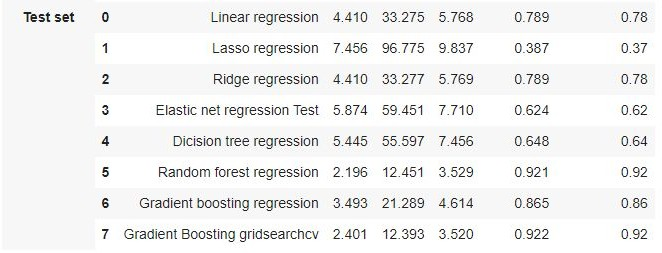 Test set 0 Linear regression 4.410 33.275 5.768 0.789 0.78
1 Lasso regression 7.456 96.775 9.837 0.387 0.37
2 Ridge regression 4.410 33.277 5.769 0.789 0.78
3 Elastic net regression Test 5.874 59.451 7.710 0.624 0.62
4 Dicision tree regression 5.445 55.597 7.456 0.648 0.64
5 Random forest regression 2.196 12.451 3.529 0.921 0.92
6 Gradient boosting regression 3.493 21.289 4.614 0.865 0.86
7 Gradient Boosting gridsearchcv 2.401 12.393 3.520 0.922 0.92